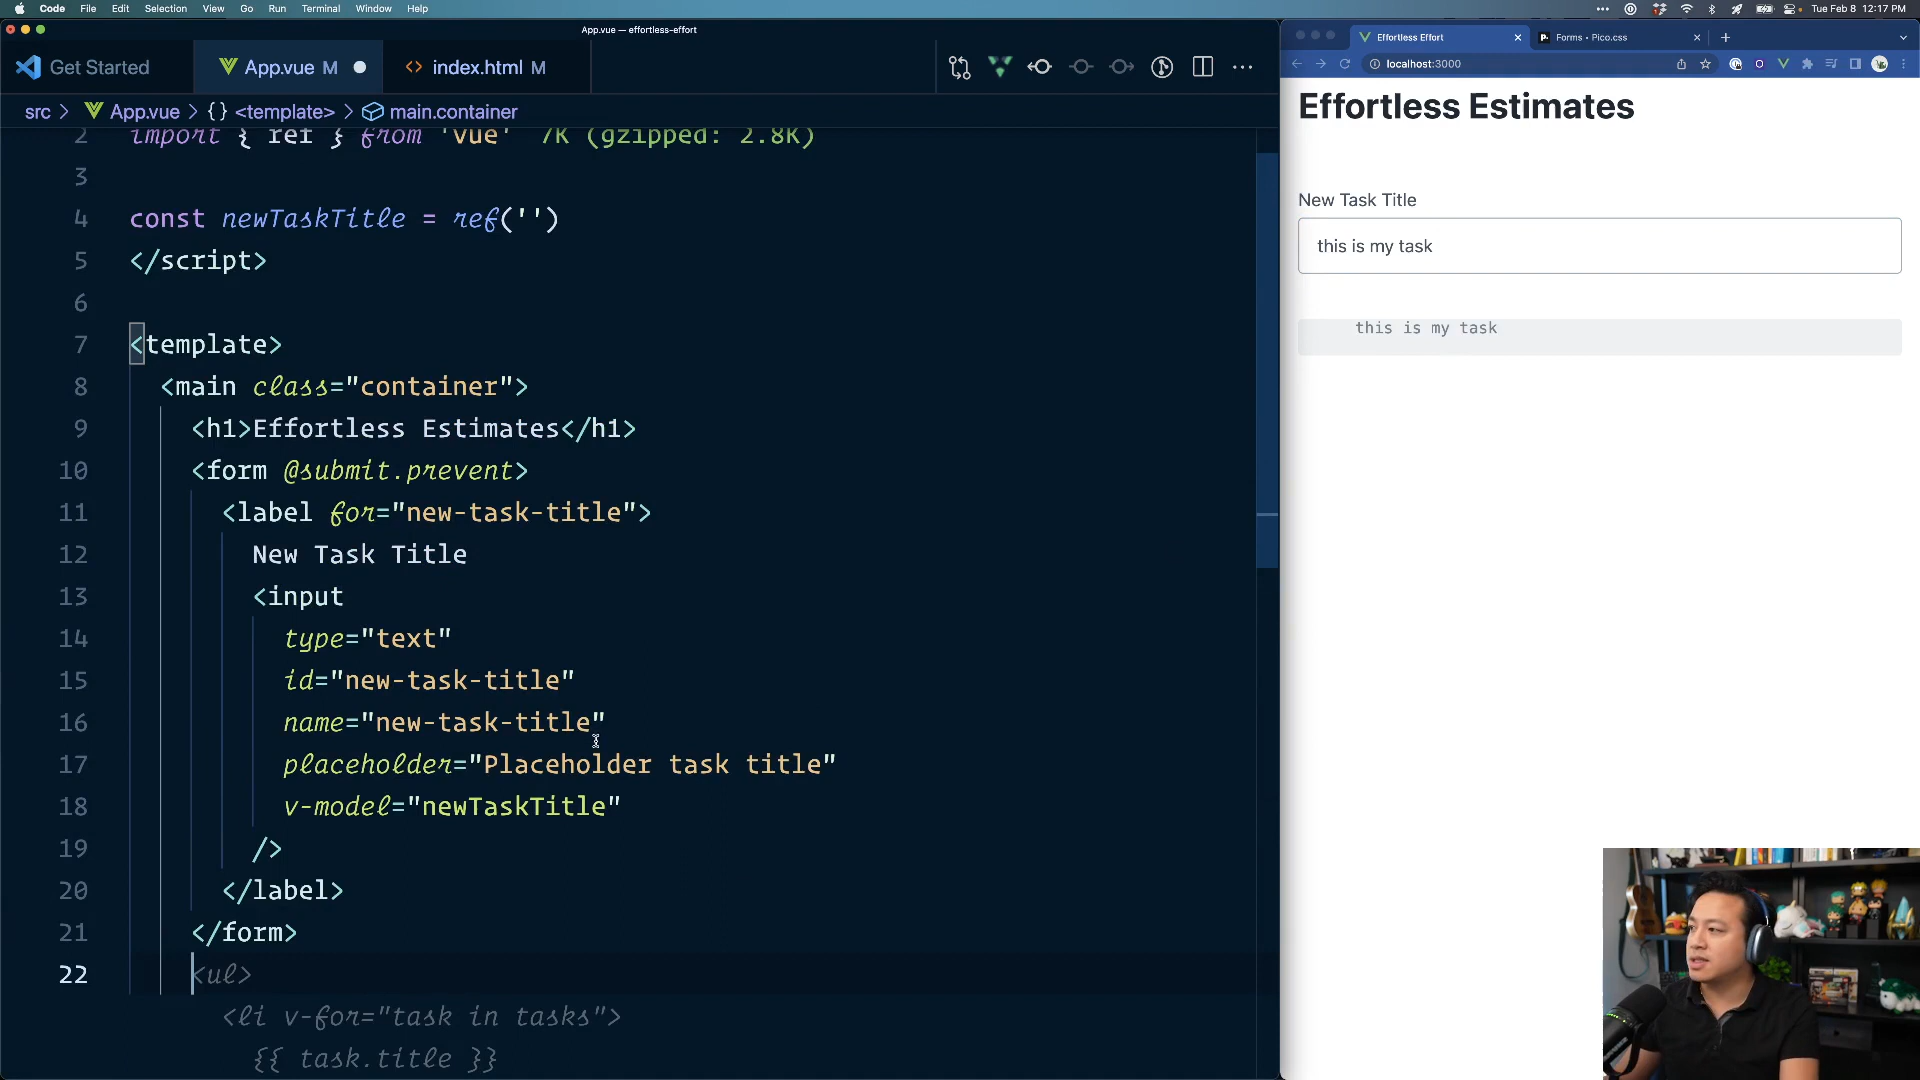 Code File Edit Selection View Go Run Terminal Window Help
Tue Feb 8 12:17 PM
App.vue — effortless-effort
Get Started
App.vue M
index.html M
src > App.vue > {} <template> > main.container
2 import { ref } from 'vue' 7K (gzipped: 2.8K)
3
4 const newTaskTitle = ref('')
5 </script>
6
7 <template>
8 <main class="container">
9 <h1>Effortless Estimates</h1>
10 <form @submit.prevent>
11 <label for="new-task-title">
12 New Task Title
13 <input
14 type="text"
15 id="new-task-title"
16 name="new-task-title"
17 placeholder="Placeholder task title"
18 v-model="newTaskTitle"
19 />
20 </label>
21 </form>
22 <ul>
<li v-for="task in tasks">
{{ task.title }}
Effortless Effort
Forms • Pico.css
localhost:3000
Effortless Estimates
New Task Title
this is my task
this is my task